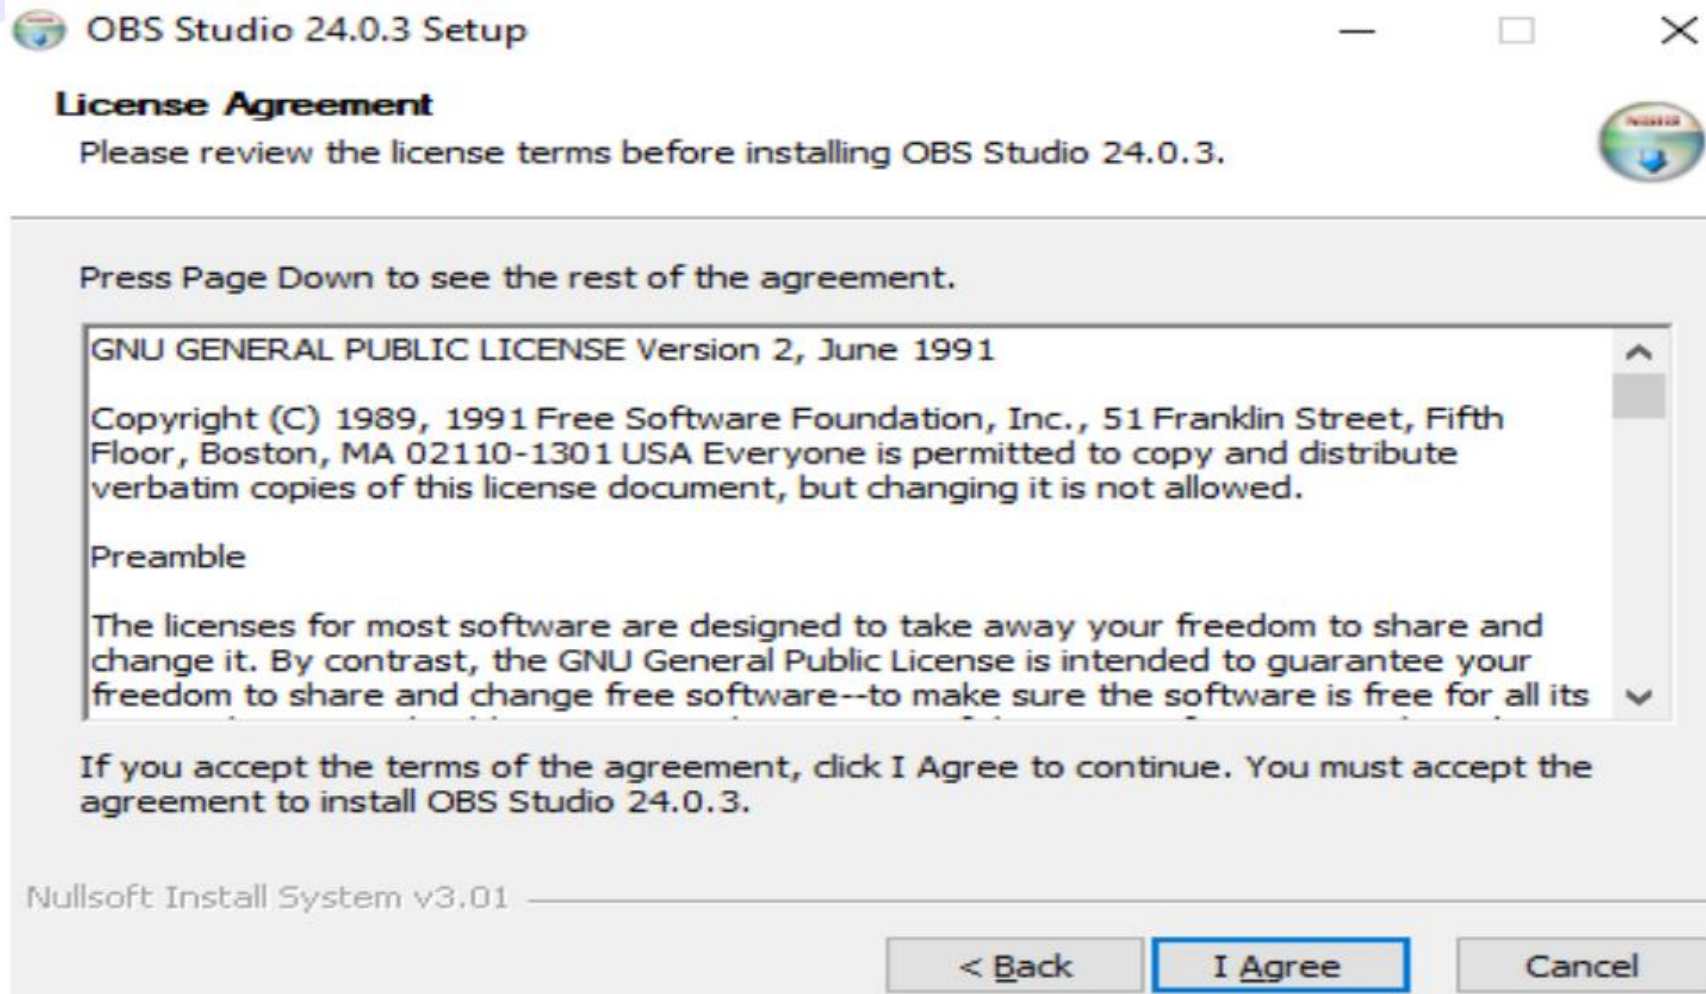 OBS Studio 24.0.3 Setup
License Agreement
Please review the license terms before installing OBS Studio 24.0.3.
Press Page Down to see the rest of the agreement.
GNU GENERAL PUBLIC LICENSE Version 2, June 1991
Copyright (C) 1989, 1991 Free Software Foundation, Inc., 51 Franklin Street, Fifth
Floor, Boston, MA 02110-1301 USA Everyone is permitted to copy and distribute
verbatim copies of this license document, but changing it is not allowed.
Preamble
The licenses for most software are designed to take away your freedom to share and
change it. By contrast, the GNU General Public License is intended to guarantee your
freedom to share and change free software--to make sure the software is free for all its
If you accept the terms of the agreement, click I Agree to continue. You must accept the
agreement to install OBS Studio 24.0.3.
Nullsoft Install System v3.01
< Back
I Agree
Cancel